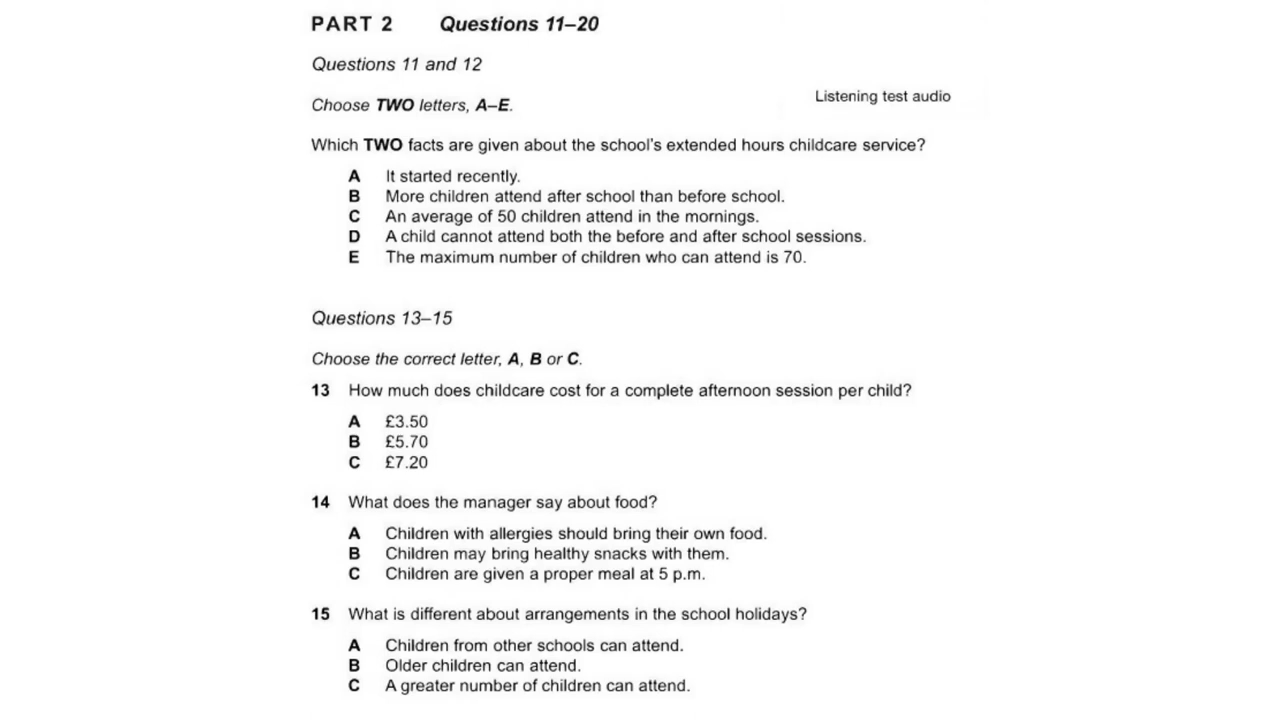 PART 2 Questions 11–20
Questions 11 and 12
Listening test audio
Choose TWO letters, A–E.
Which TWO facts are given about the school's extended hours childcare service?
A It started recently.
B More children attend after school than before school.
C An average of 50 children attend in the mornings.
D A child cannot attend both the before and after school sessions.
E The maximum number of children who can attend is 70.
Questions 13–15
Choose the correct letter, A, B or C.
13 How much does childcare cost for a complete afternoon session per child?
A £3.50
B £5.70
C £7.20
14 What does the manager say about food?
A Children with allergies should bring their own food.
B Children may bring healthy snacks with them.
C Children are given a proper meal at 5 p.m.
15 What is different about arrangements in the school holidays?
A Children from other schools can attend.
B Older children can attend.
C A greater number of children can attend.